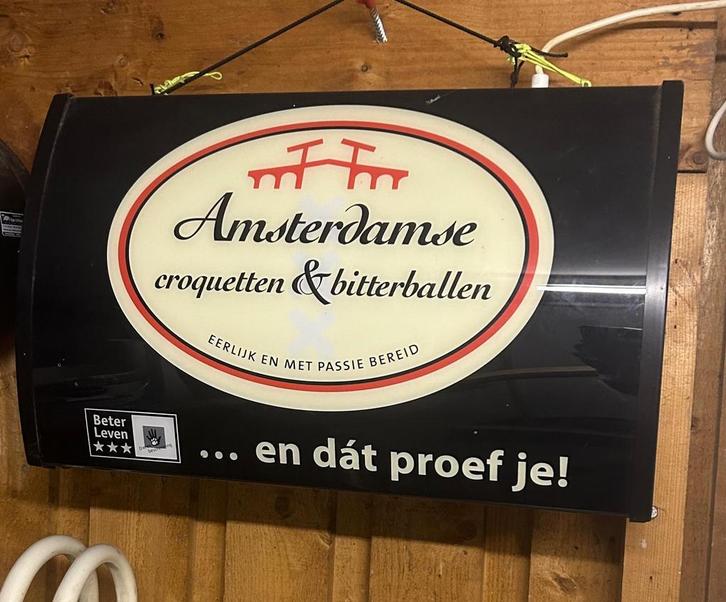 Amsterdamse
croquetten & bitterballen
EERLIJK EN MET PASSIE BEREID
Beter
Leven
... en dát proef je!